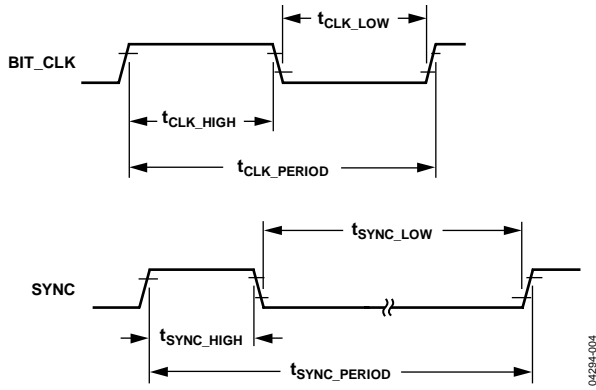 tCLK_LOW
BIT_CLK
tCLK_HIGH
tCLK_PERIOD
tSYNC_LOW
SYNC
tSYNC_HIGH
tSYNC_PERIOD
04294-004